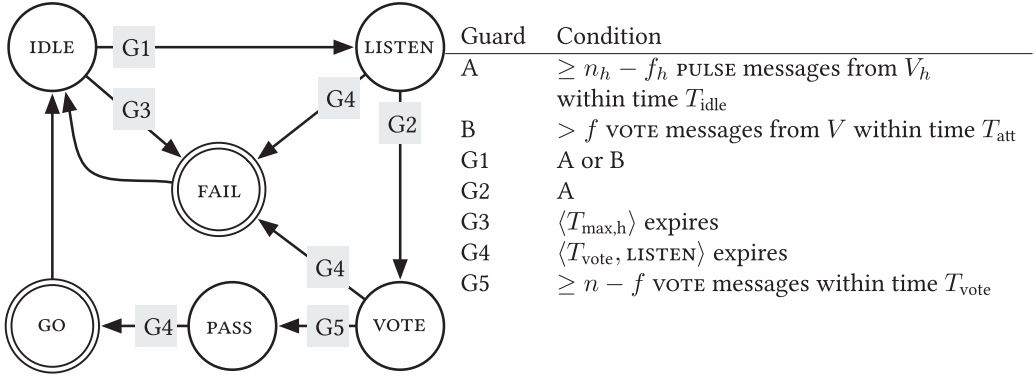 IDLE
G1
LISTEN
G3
G4
G2
FAIL
G4
GO
G4
PASS
G5
VOTE
Guard Condition
A ≥ n_h − f_h PULSE messages from V_h
within time T_idle
B > f VOTE messages from V within time T_att
G1 A or B
G2 A
G3 ⟨T_max,h⟩ expires
G4 ⟨T_vote, LISTEN⟩ expires
G5 ≥ n − f VOTE messages within time T_vote